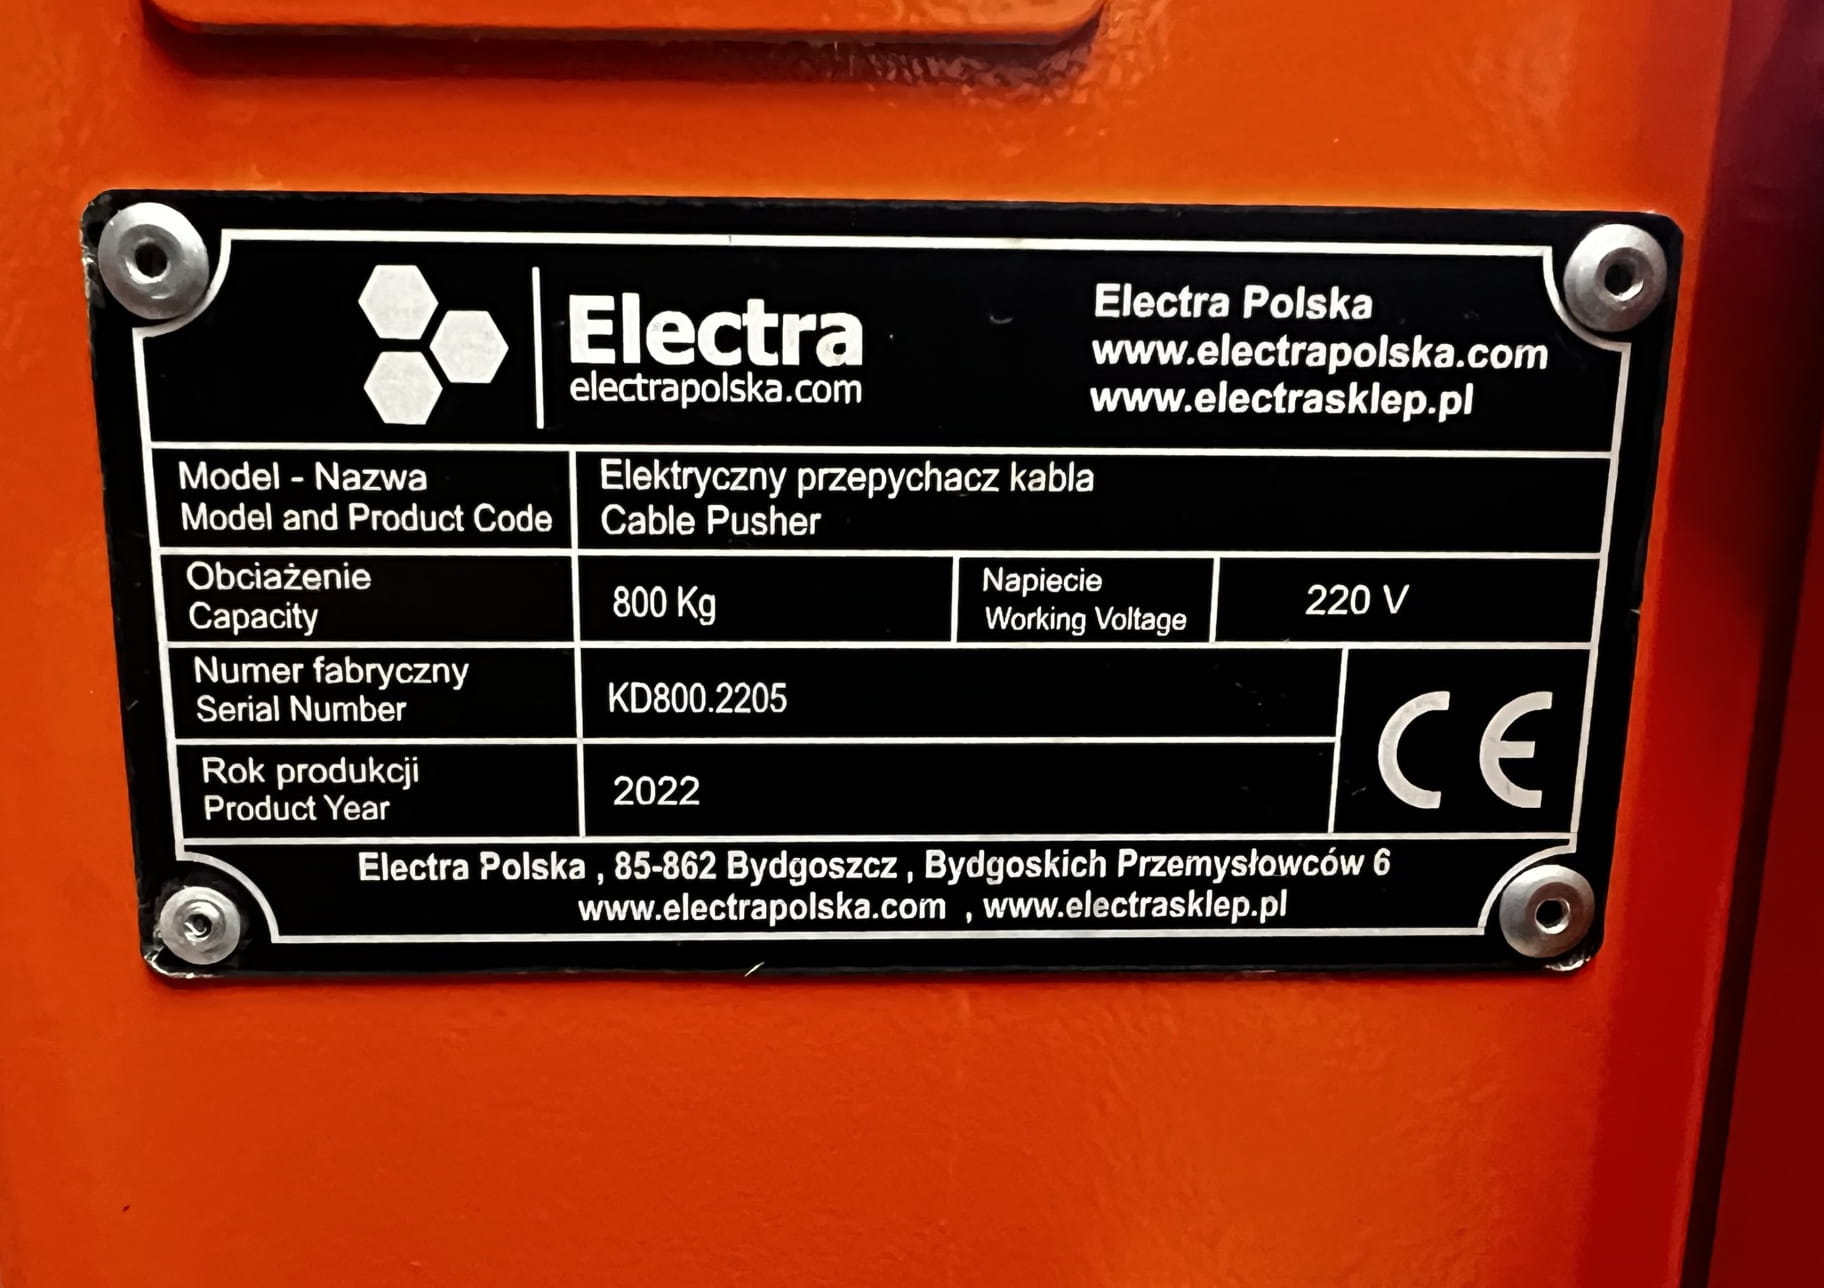 Electra
electrapolska.com
Electra Polska
www.electrapolska.com
www.electrasklep.pl
Model - Nazwa
Model and Product Code
Elektryczny przepychacz kabla
Cable Pusher
Obciażenie
Capacity
800 Kg
Napiecie
Working Voltage
220 V
Numer fabryczny
Serial Number
KD800.2205
Rok produkcji
Product Year
2022
CE
Electra Polska , 85-862 Bydgoszcz , Bydgoskich Przemysłowców 6
www.electrapolska.com , www.electrasklep.pl